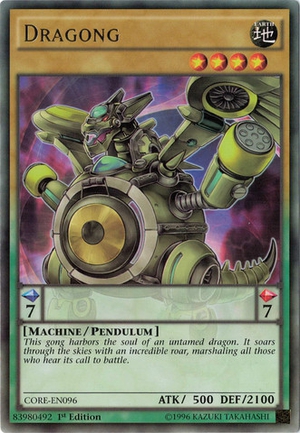 DRAGONG
EARTH
地
7
7
[MACHINE / PENDULUM]
This gong harbors the soul of an untamed dragon. It soars
through the skies with an incredible roar, marshaling all those
who hear its call to battle.
CORE-EN096
ATK/ 500 DEF/2100
83980492 1st Edition
©1996 KAZUKI TAKAHASHI